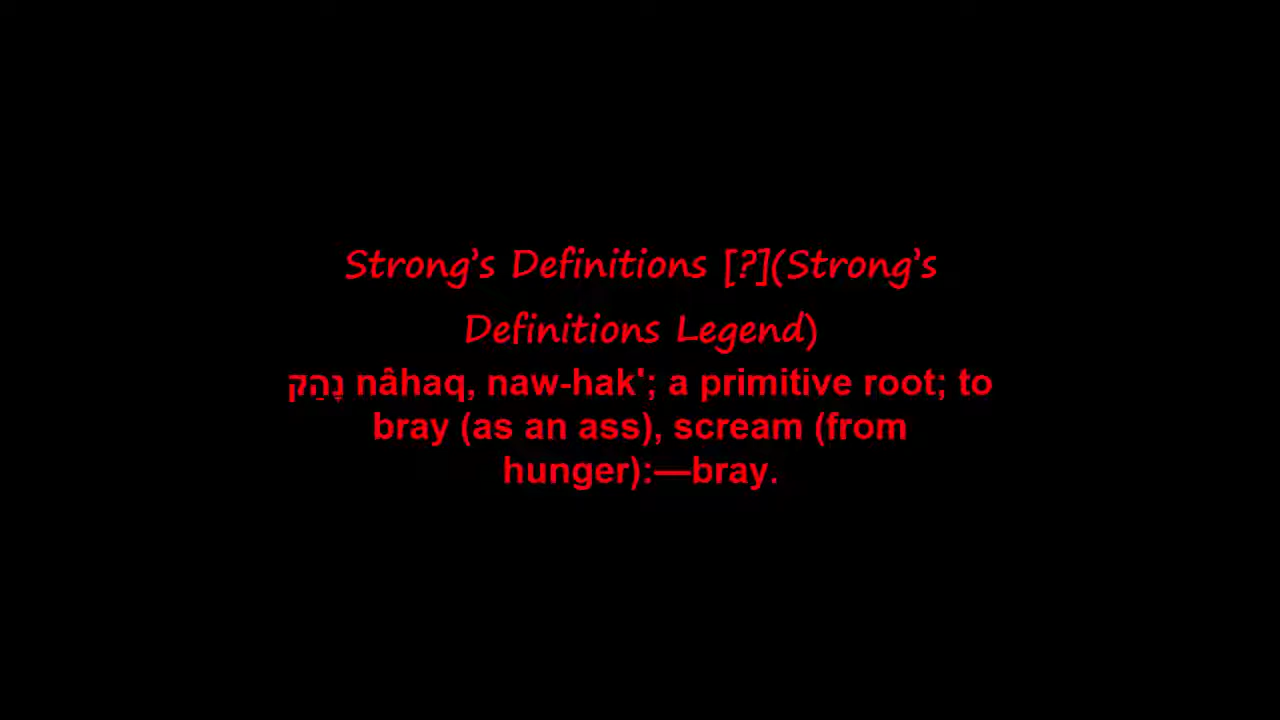 Strong’s Definitions [?](Strong’s
Definitions Legend)
נָהַק nâhaq, naw-hak'; a primitive root; to
bray (as an ass), scream (from
hunger):—bray.